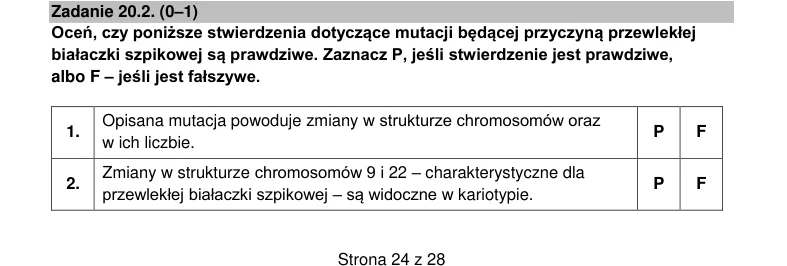 Zadanie 20.2. (0–1)
Oceń, czy poniższe stwierdzenia dotyczące mutacji będącej przyczyną przewlekłej
białaczki szpikowej są prawdziwe. Zaznacz P, jeśli stwierdzenie jest prawdziwe,
albo F – jeśli jest fałszywe.
1. Opisana mutacja powoduje zmiany w strukturze chromosomów oraz P F
w ich liczbie.
2. Zmiany w strukturze chromosomów 9 i 22 – charakterystyczne dla P F
przewlekłej białaczki szpikowej – są widoczne w kariotypie.
Strona 24 z 28